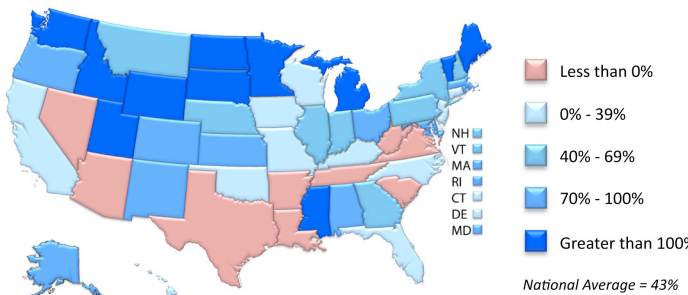 Less than 0%
0% - 39%
40% - 69%
70% - 100%
Greater than 100%
National Average = 43%
NH
VT
MA
RI
CT
DE
MD